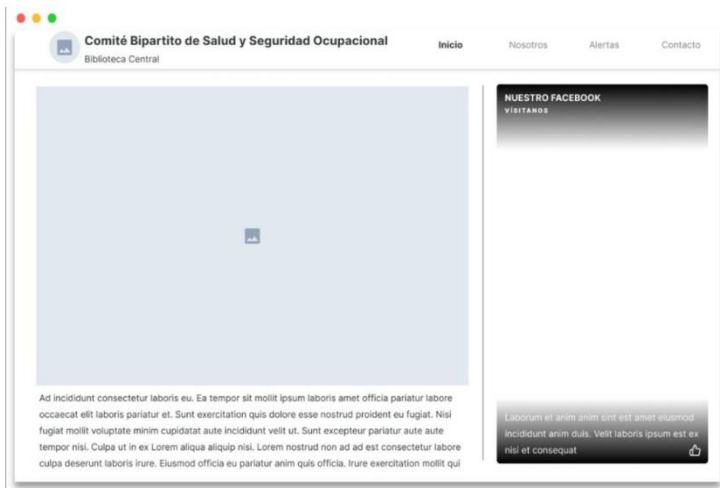 Comité Bipartito de Salud y Seguridad Ocupacional
Biblioteca Central
Inicio
Nosotros
Alertas
Contacto
NUESTRO FACEBOOK
VÍSITANOS
Ad incididunt consectetur laboris eu. Ea tempor sit mollit ipsum laboris amet officia pariatur labore
occaecat elit laboris pariatur et. Sunt exercitation quis dolore esse nostrud proident eu fugiat. Nisi
fugiat mollit voluptate minim cupidatat aute incididunt velit ut. Sunt excepteur pariatur aute aute
tempor nisi. Culpa ut in ex Lorem aliqua aliquip nisi. Lorem nostrud non ad ad est consectetur labore
culpa deserunt laboris irure. Eiusmod officia eu pariatur anim quis officia. Irure exercitation mollit qui
Laborum et anim anim sint est amet eiusmod
incididunt anim duis. Velit laboris ipsum est ex
nisi et consequat